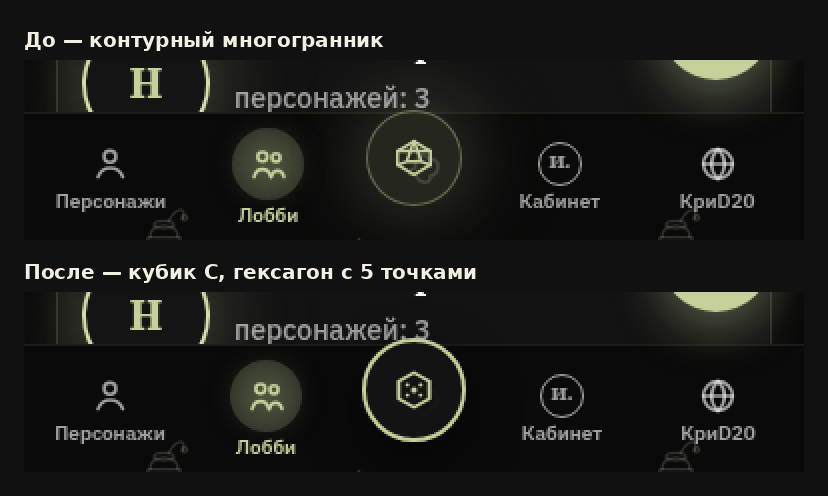 До — контурный многогранник
Н
персонажей: 3
Персонажи
Лобби
И.
Кабинет
КриD20
После — кубик C, гексагон с 5 точками
Н
персонажей: 3
Персонажи
Лобби
И.
Кабинет
КриD20